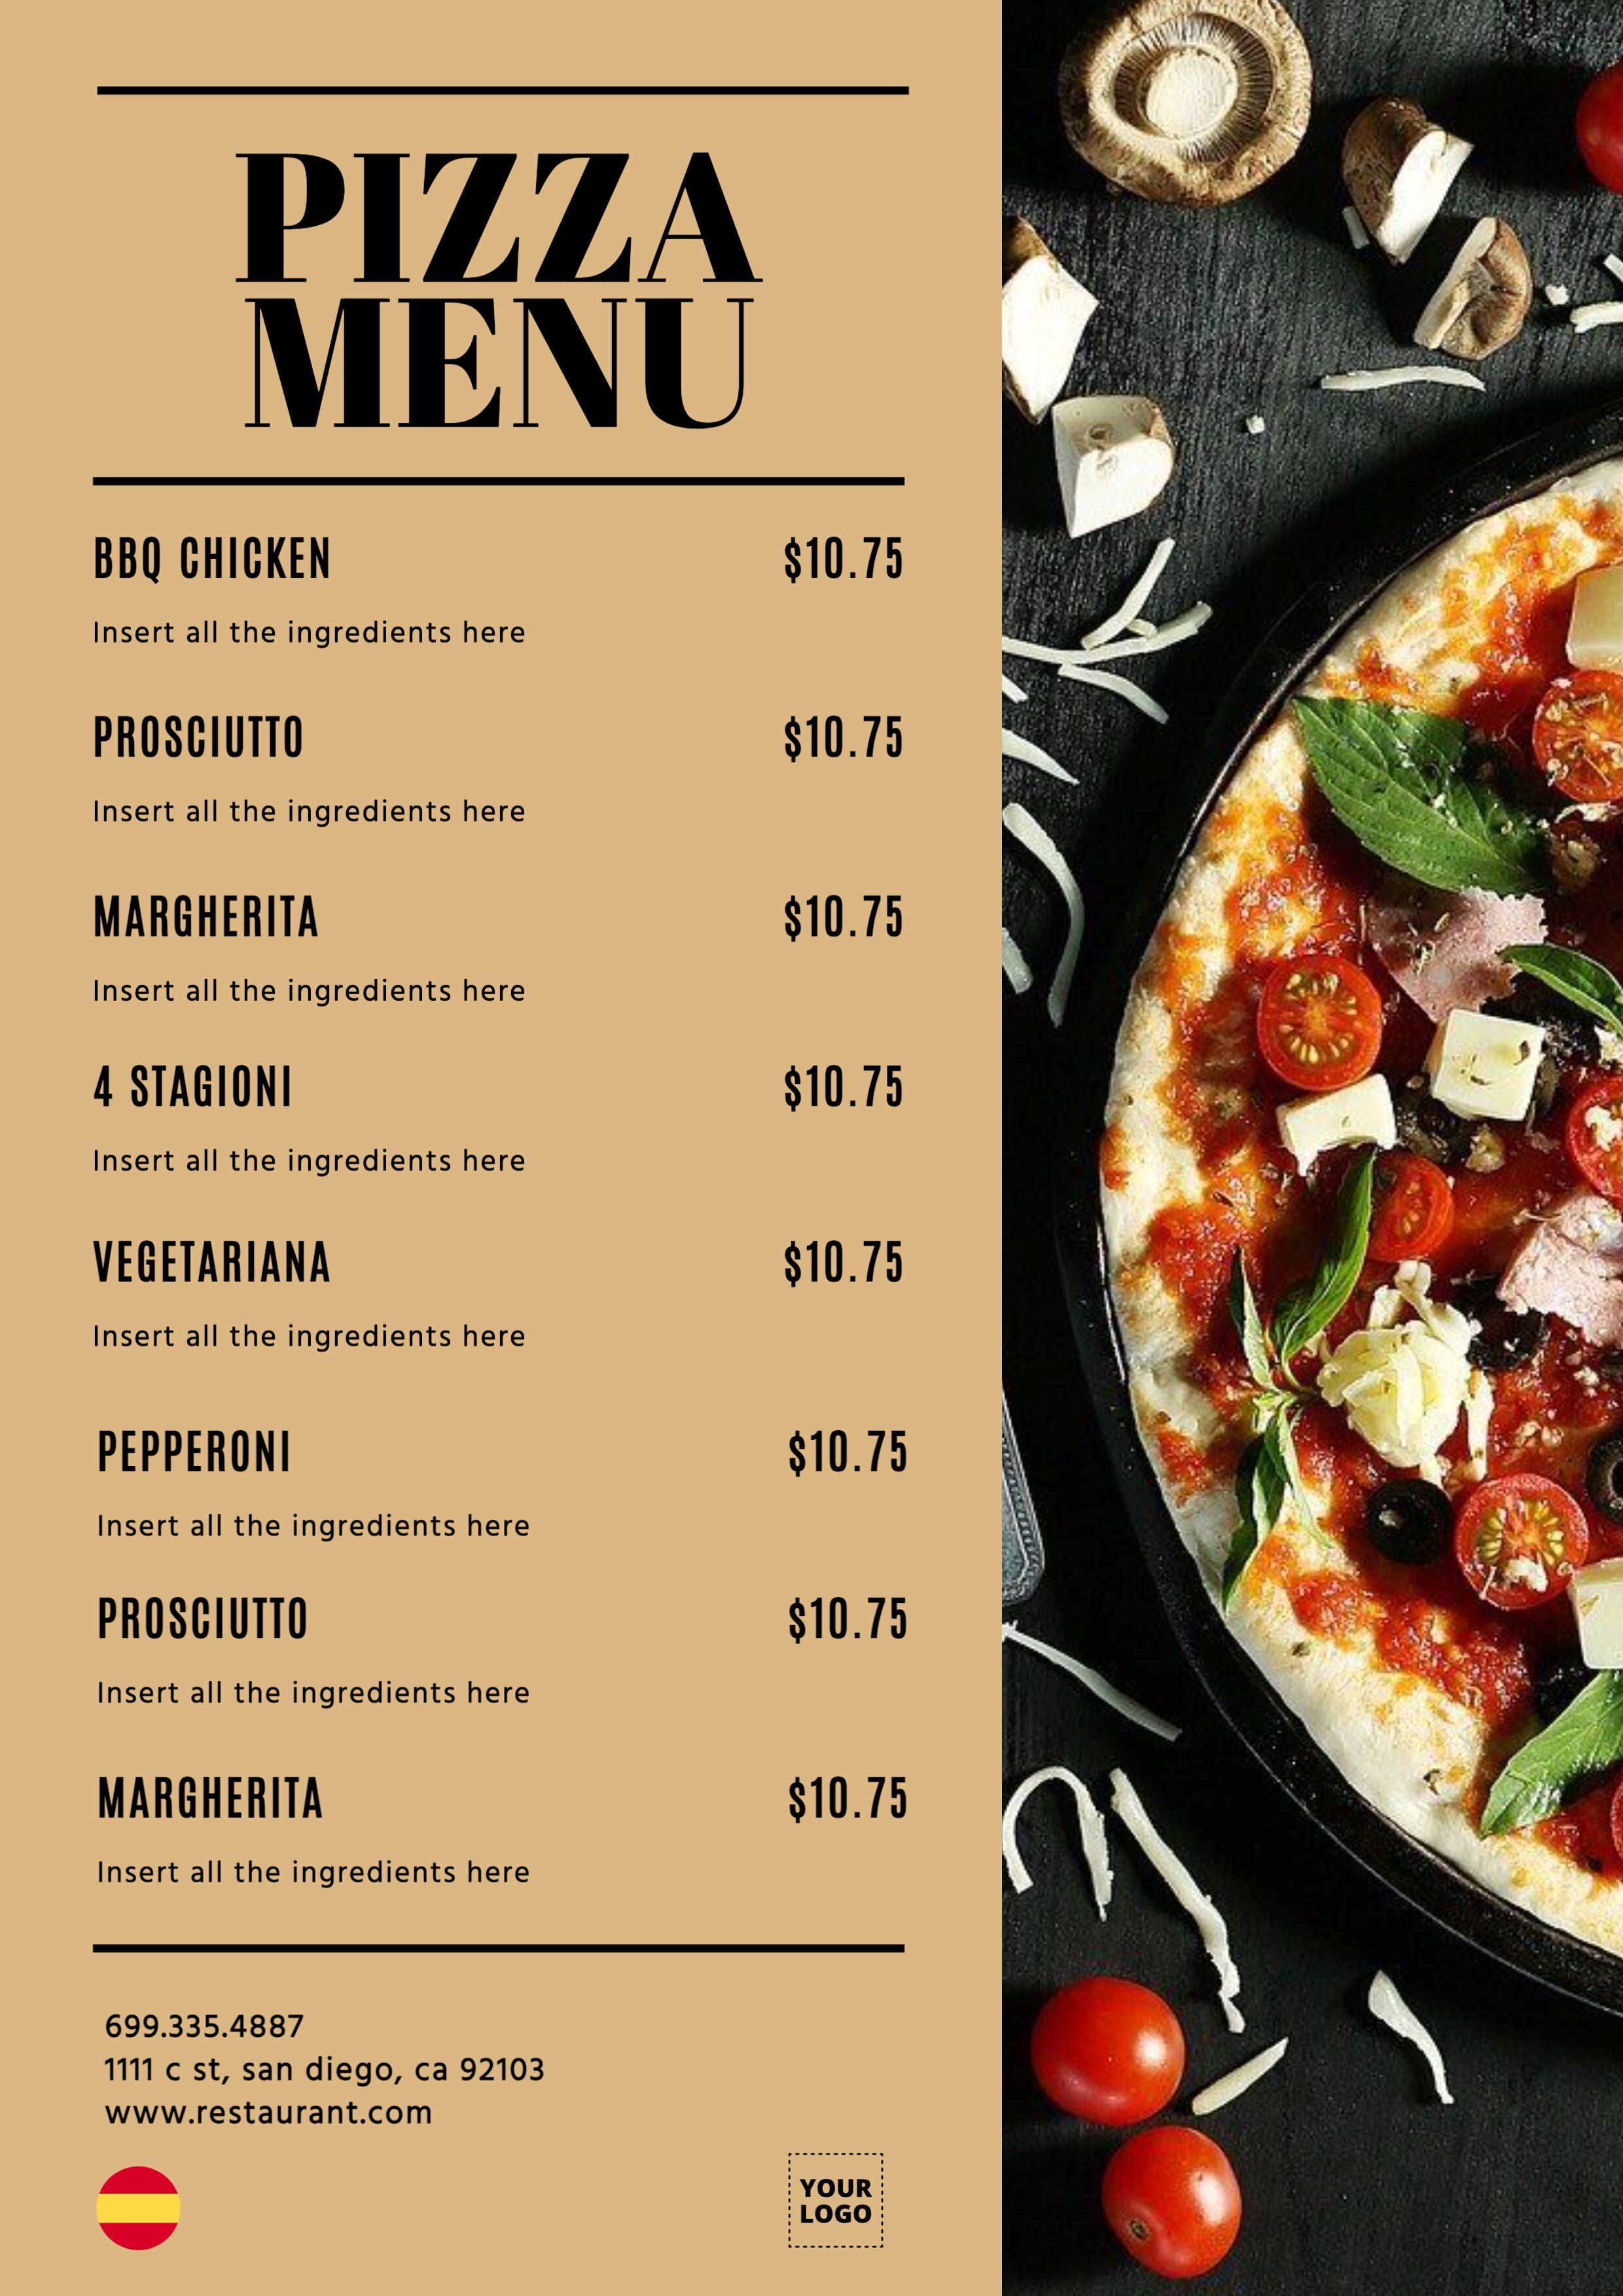 PIZZA
MENU
BBQ CHICKEN $10.75
Insert all the ingredients here
PROSCIUTTO $10.75
Insert all the ingredients here
MARGHERITA $10.75
Insert all the ingredients here
4 STAGIONI $10.75
Insert all the ingredients here
VEGETARIANA $10.75
Insert all the ingredients here
PEPPERONI $10.75
Insert all the ingredients here
PROSCIUTTO $10.75
Insert all the ingredients here
MARGHERITA $10.75
Insert all the ingredients here
699.335.4887
1111 c st, san diego, ca 92103
www.restaurant.com
YOUR
LOGO